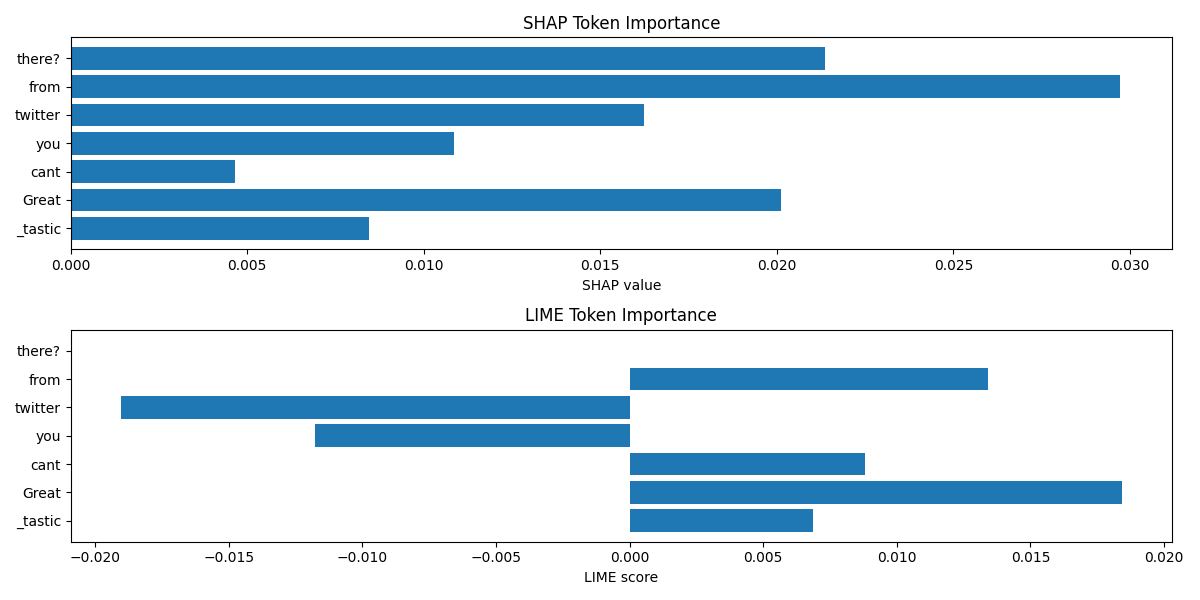 SHAP Token Importance
there?
from
twitter
you
cant
Great
_tastic
0.000 0.005 0.010 0.015 0.020 0.025 0.030
SHAP value
LIME Token Importance
there?
from
twitter
you
cant
Great
_tastic
−0.020 −0.015 −0.010 −0.005 0.000 0.005 0.010 0.015 0.020
LIME score